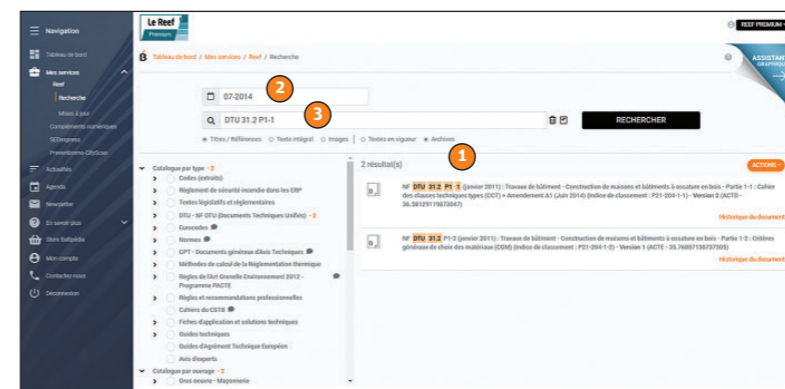 Navigation
Tableau de bord
Mes services
Reef
Recherche
Mises à jour
Compléments numériques
SEDexpress
Preventionno-CityScan
Actualités
Agenda
Newsletter
En savoir plus
Store Batipédia
Mon compte
Contactez-nous
Déconnexion
Le Reef
Premium
REEF PREMIUM
Tableau de bord / Mes services / Reef / Recherche
ASSISTANT
GRAPHIQUE
07-2014
2
DTU 31.2 P1-1
3
RECHERCHER
Titres / Références Texte intégral Images | Textes en vigueur Archives
Catalogue par type - 2
Codes (extraits)
Règlement de sécurité incendie dans les ERP
Textes législatifs et réglementaires
DTU - NF DTU (Documents Techniques Unifiés) - 2
Eurocodes
Normes
CPT - Documents généraux d'Avis Techniques
Méthodes de calcul de la Réglementation thermique
Règles de l'Art Grenelle Environnement 2012 -
Programme PACTE
Règles et recommandations professionnelles
Cahiers du CSTB
Fiches d'application et solutions techniques
Guides techniques
Guides d'Agrément Technique Européen
Avis d'experts
Catalogue par ouvrage - 2
Gros oeuvre - Maçonnerie
2 résultat(s)
1
ACTIONS
NF DTU 31.2 P1-1 (janvier 2011) : Travaux de bâtiment - Construction de maisons et bâtiments à ossature en bois - Partie 1-1 : Cahier
des clauses techniques types (CCT) + Amendement A1 (Juin 2014) (Indice de classement : P21-204-1-1) - Version 2 (ACTD -
36.58129119873047)
Historique du document
NF DTU 31.2 P1-2 (janvier 2011) : Travaux de bâtiment - Construction de maisons et bâtiments à ossature en bois - Partie 1-2 : Critères
généraux de choix des matériaux (CGM) (Indice de classement : P21-204-1-2) - Version 1 (ACTE - 35.76087188737305)
Historique du document